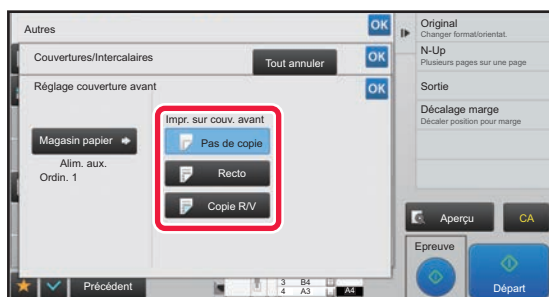 Autres
OK
Couvertures/Intercalaires
Tout annuler
OK
Réglage couverture avant
OK
Impr. sur couv. avant
Magasin papier
Pas de copie
Alim. aux.
Ordin. 1
Recto
Copie R/V
Précédent
3 B4
4 A3
A4
Original
Changer format/orientat.
N-Up
Plusieurs pages sur une page
Sortie
Décalage marge
Décaler position pour marge
Aperçu
CA
Epreuve
Départ